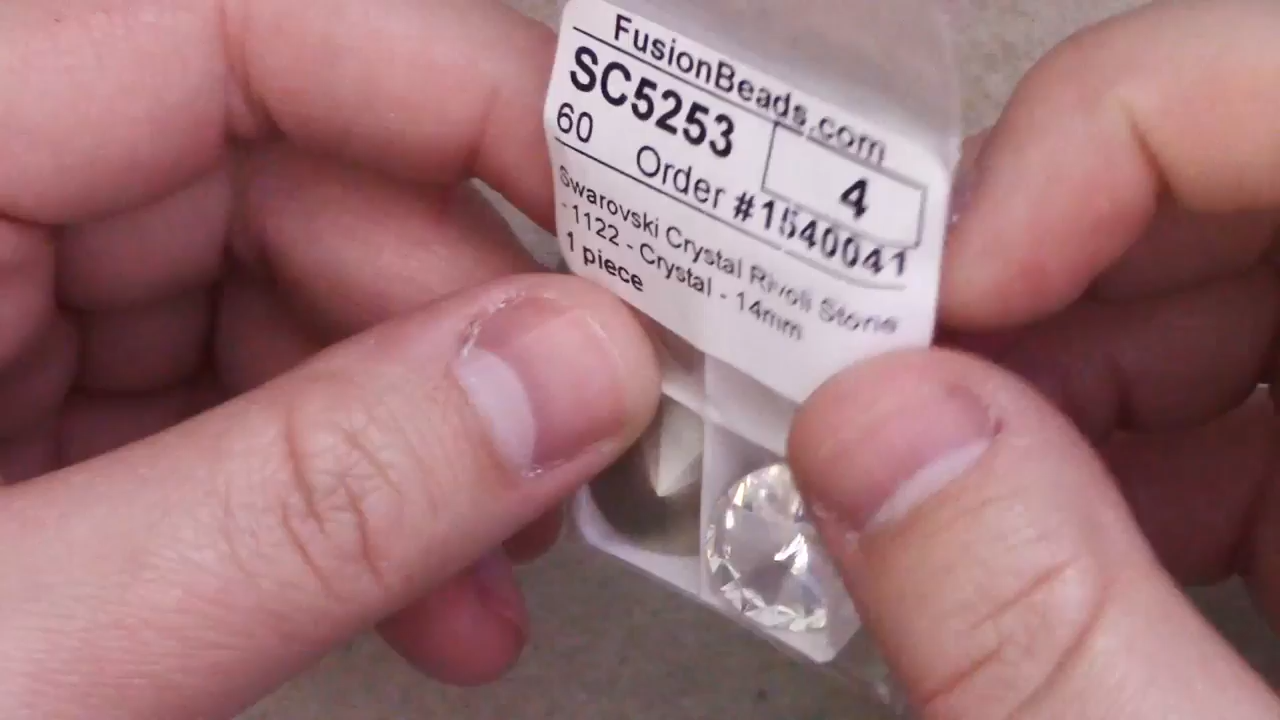 FusionBeads.com
SC5253
4
60
Order #1540041
Swarovski Crystal Rivoli Stone
- 1122 - Crystal - 14mm
1 piece